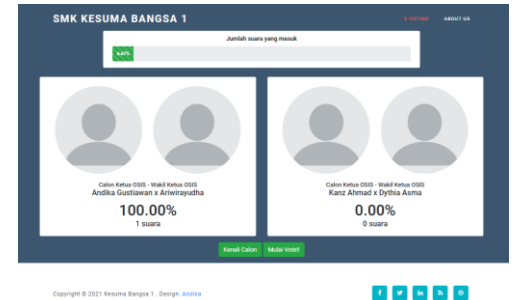 SMK KESUMA BANGSA 1
E-VOTING ABOUT US
Jumlah suara yang masuk
Calon Ketua OSIS - Wakil Ketua OSIS
Andika Gustiawan x Ariwirayudha
100.00%
1 suara
Calon Ketua OSIS - Wakil Ketua OSIS
Kanz Ahmad x Dythia Asma
0.00%
0 suara
Kenali Calon Mulai Vote!!
Copyright © 2021 Kesuma Bangsa 1 . Design: Andika